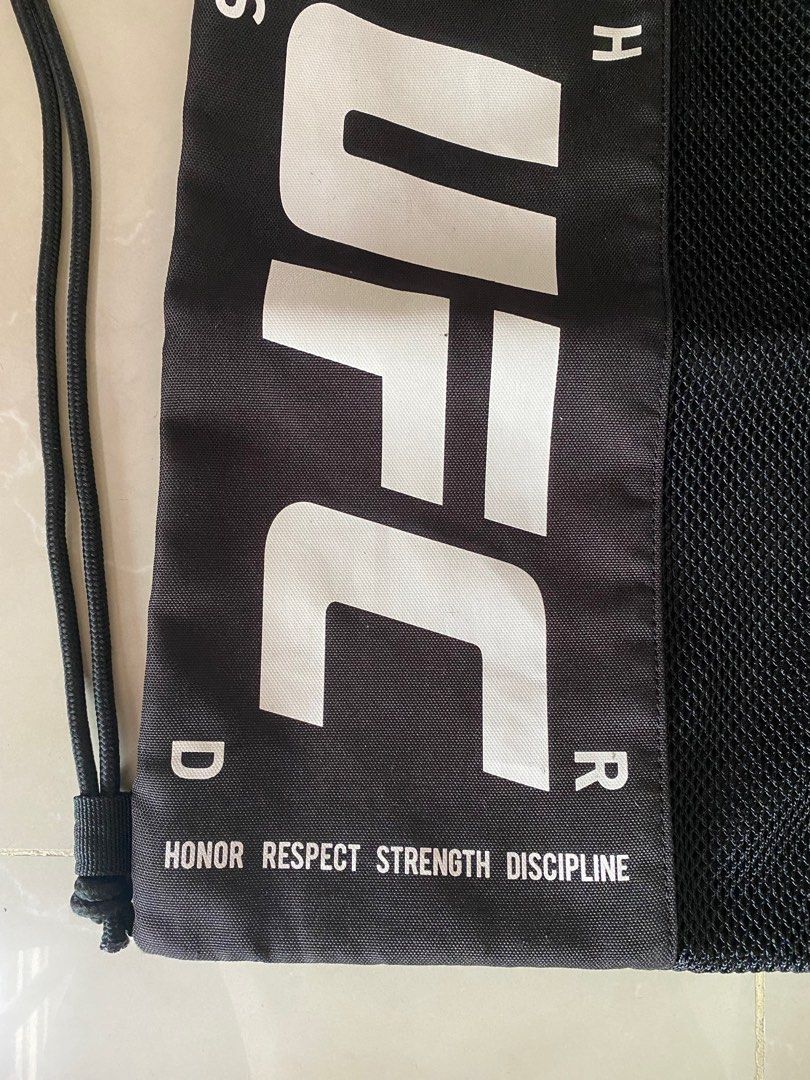 S H
UFC
D R
HONOR RESPECT STRENGTH DISCIPLINE